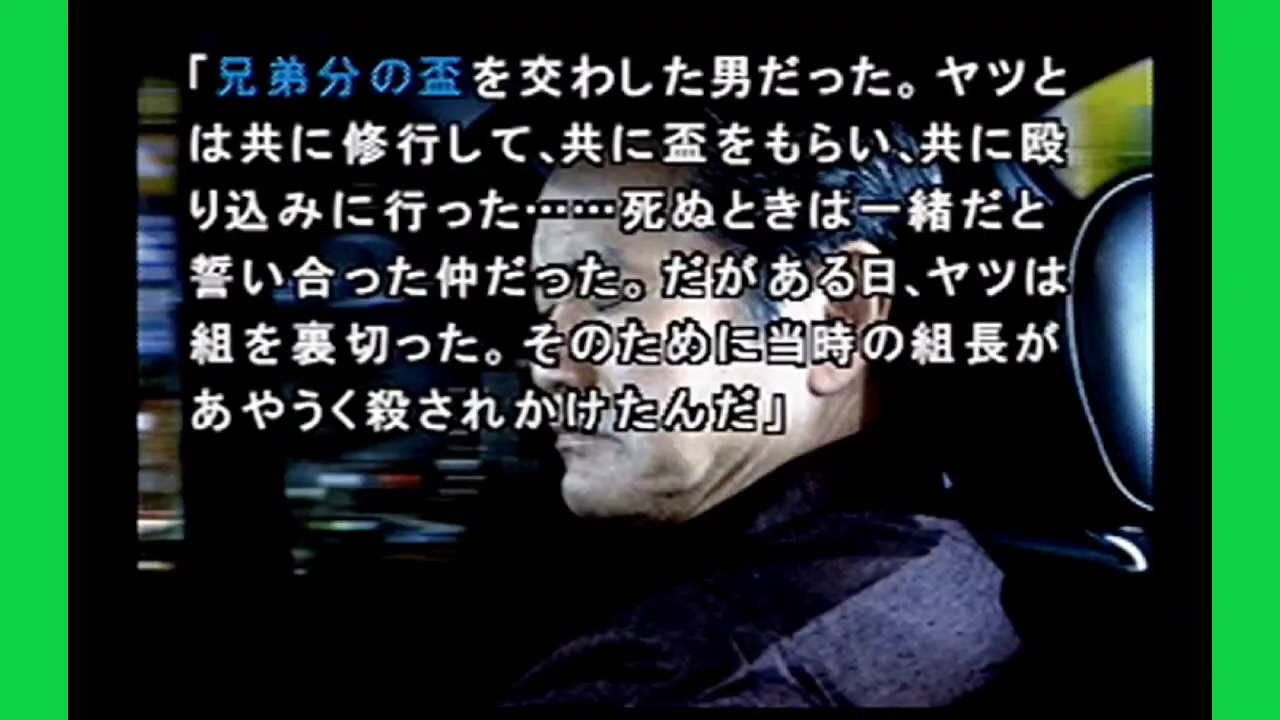 「兄弟分の盃を交わした男だった。ヤツと
は共に修行して、共に盃をもらい、共に殴
り込みに行った……死ぬときは一緒だと
誓い合った仲だった。だがある日、ヤツは
組を裏切った。そのために当時の組長が
あやうく殺されかけたんだ」